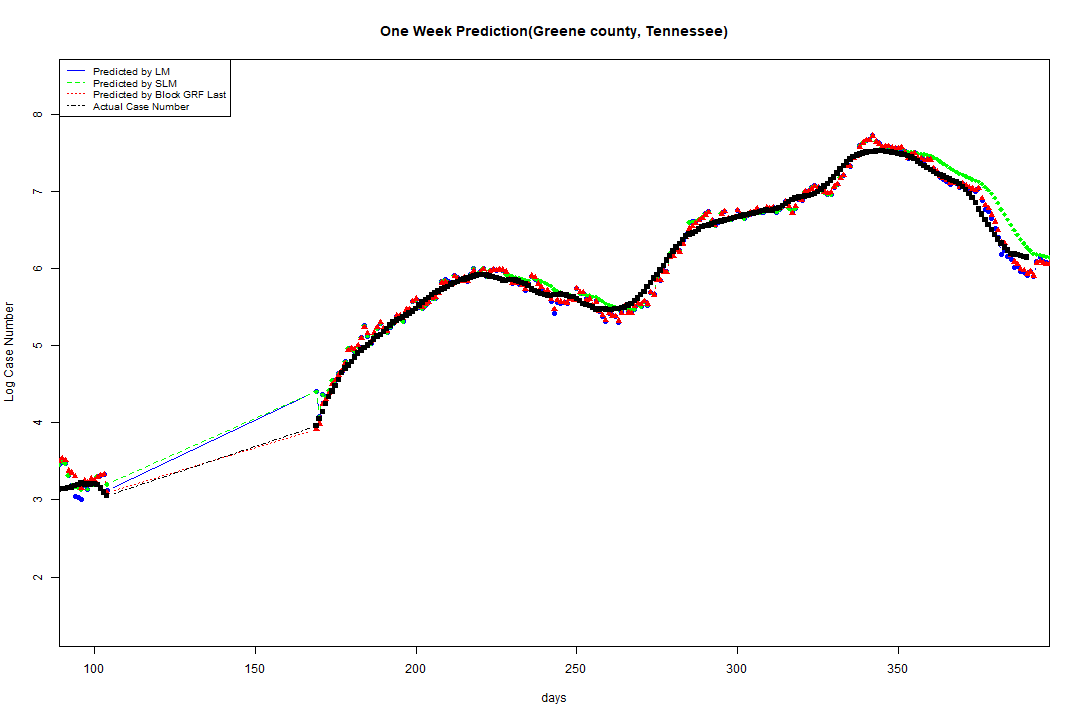 One Week Prediction(Greene county, Tennessee)
Predicted by LM
Predicted by SLM
Predicted by Block GRF Last
Actual Case Number
8
7
6
5
4
3
2
Log Case Number
100 150 200 250 300 350
days